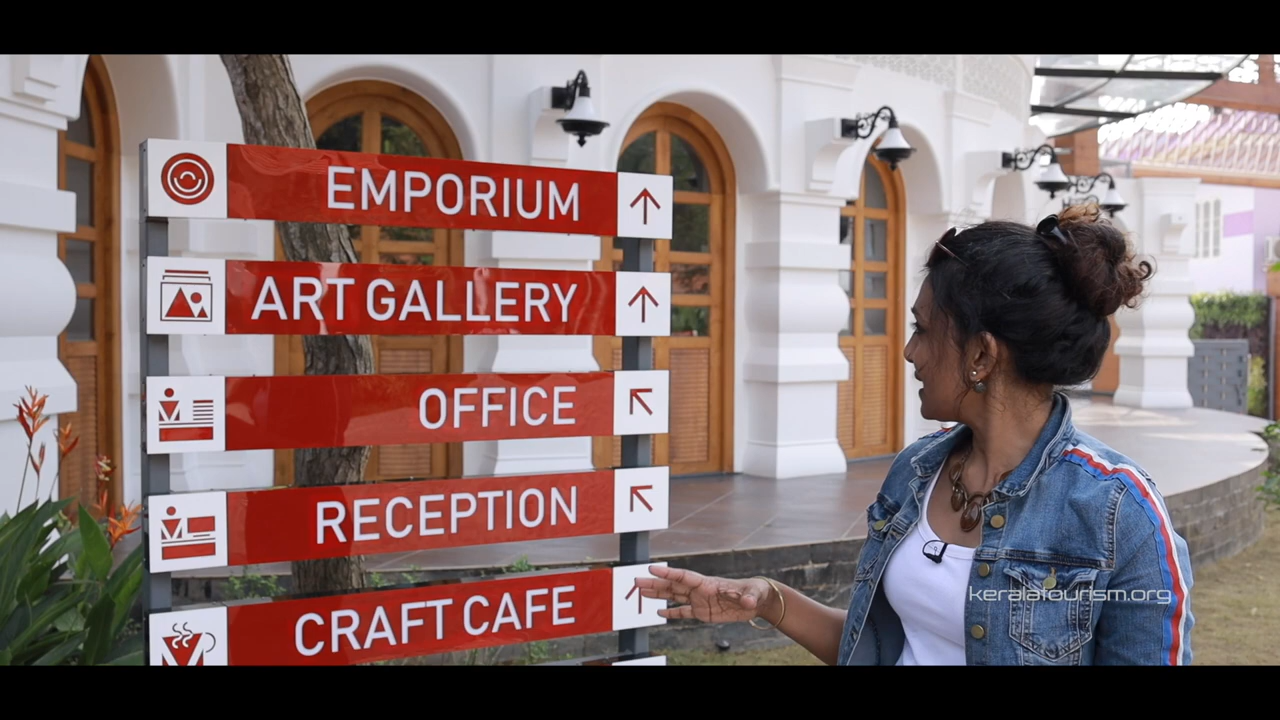 EMPORIUM
ART GALLERY
OFFICE
RECEPTION
CRAFT CAFE
keralatourism.org